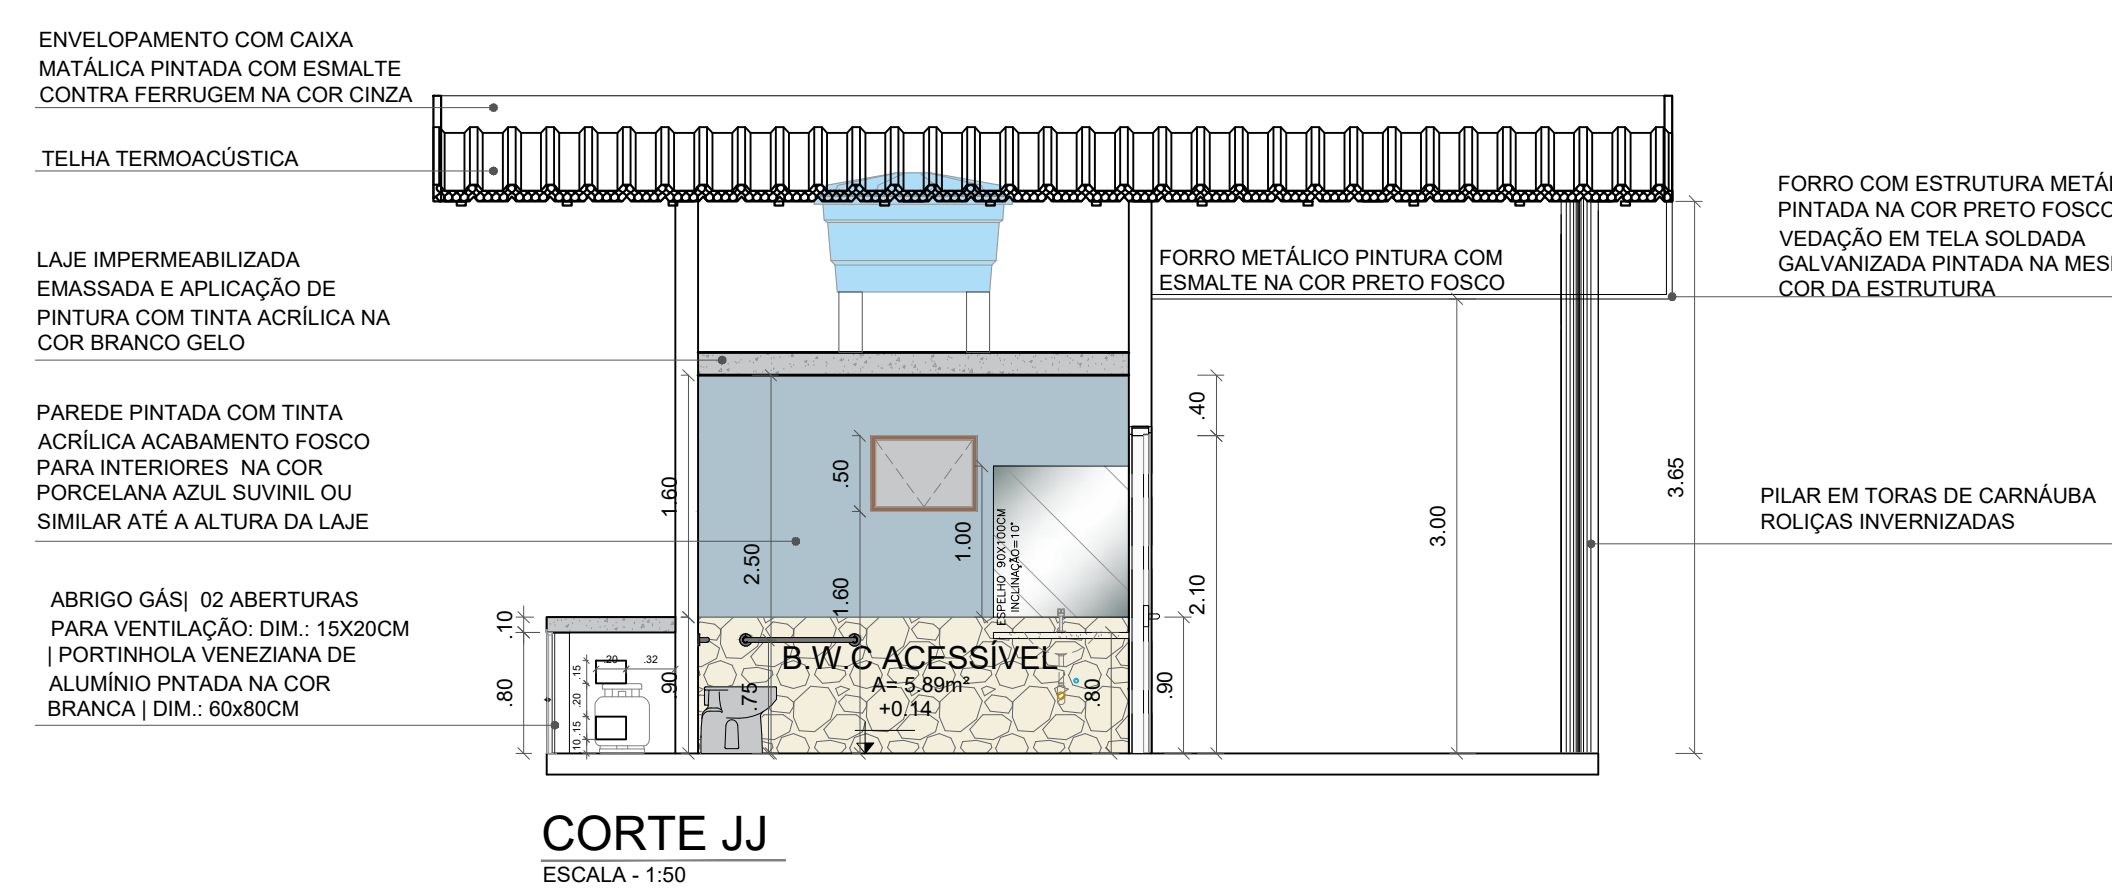 ENVELOPAMENTO COM CAIXA
MATÁLICA PINTADA COM ESMALTE
CONTRA FERRUGEM NA COR CINZA
TELHA TERMOACÚSTICA
LAJE IMPERMEABILIZADA
EMASSADA E APLICAÇÃO DE
PINTURA COM TINTA ACRÍLICA NA
COR BRANCO GELO
PAREDE PINTADA COM TINTA
ACRÍLICA ACABAMENTO FOSCO
PARA INTERIORES NA COR
PORCELANA AZUL SUVINIL OU
SIMILAR ATÉ A ALTURA DA LAJE
ABRIGO GÁS| 02 ABERTURAS
PARA VENTILAÇÃO: DIM.: 15X20CM
| PORTINHOLA VENEZIANA DE
ALUMÍNIO PNTADA NA COR
BRANCA | DIM.: 60x80CM
.10
.80
.20
.32
.15
.20
.15
.10
1.60
.90
2.50
.75
.50
1.60
1.00
ESPELHO 90X100CM
INCLINAÇÃO=10°
B.W.C ACESSÍVEL
A= 5.89m²
+0.14
.80
.40
2.10
.90
FORRO METÁLICO PINTURA COM
ESMALTE NA COR PRETO FOSCO
3.00
3.65
FORRO COM ESTRUTURA
PINTADA NA COR PRETO FOSCO
VEDAÇÃO EM TELA SOLDADA
GALVANIZADA PINTADA NA
COR DA ESTRUTURA
PILAR EM TORAS DE CARNÁUBA
ROLIÇAS INVERNIZADAS
CORTE JJ
ESCALA - 1:50